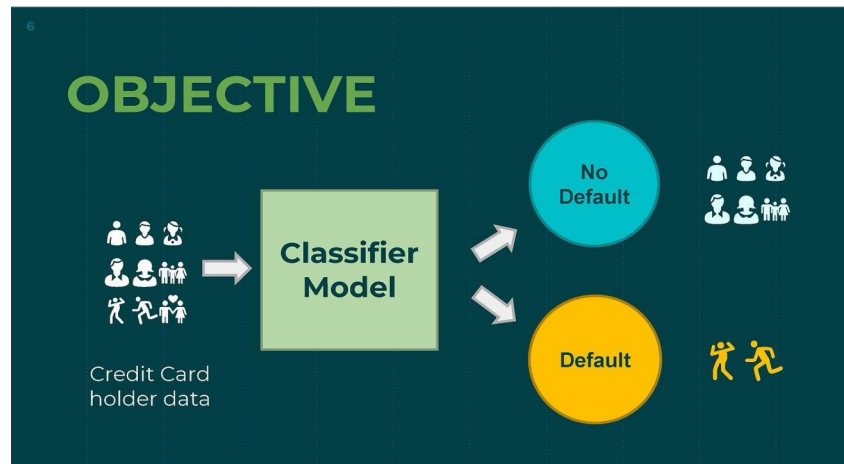 6
OBJECTIVE
Credit Card
holder data
Classifier
Model
No
Default
Default